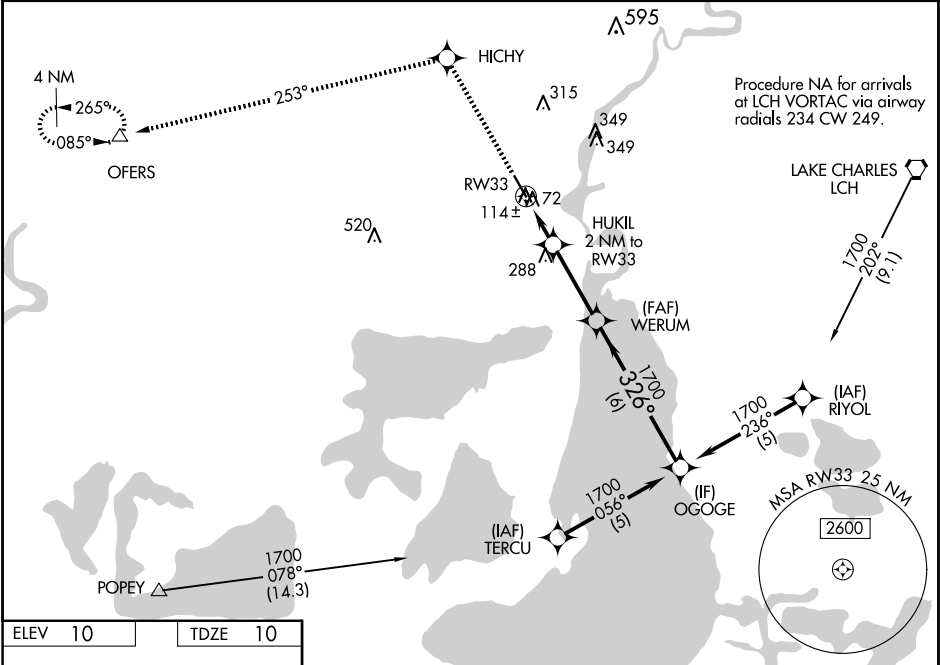 595
HICHY
4 NM
265°
253°
315
Procedure NA for arrivals
at LCH VORTAC via airway
radials 234 CW 249.
085°
349
349
OFERS
LAKE CHARLES
LCH
RW33
72
114±
520
HUKIL
2 NM to
RW33
288
1700
202°
(9.1)
(FAF)
WERUM
1700
326°
(6)
(IAF)
RIYOL
1700
236°
(5)
(IF)
OGOGE
MSA RW33 25 NM
2600
1700
056°
(5)
(IAF)
TERCU
1700
078°
(14.3)
POPEY
ELEV 10
TDZE 10